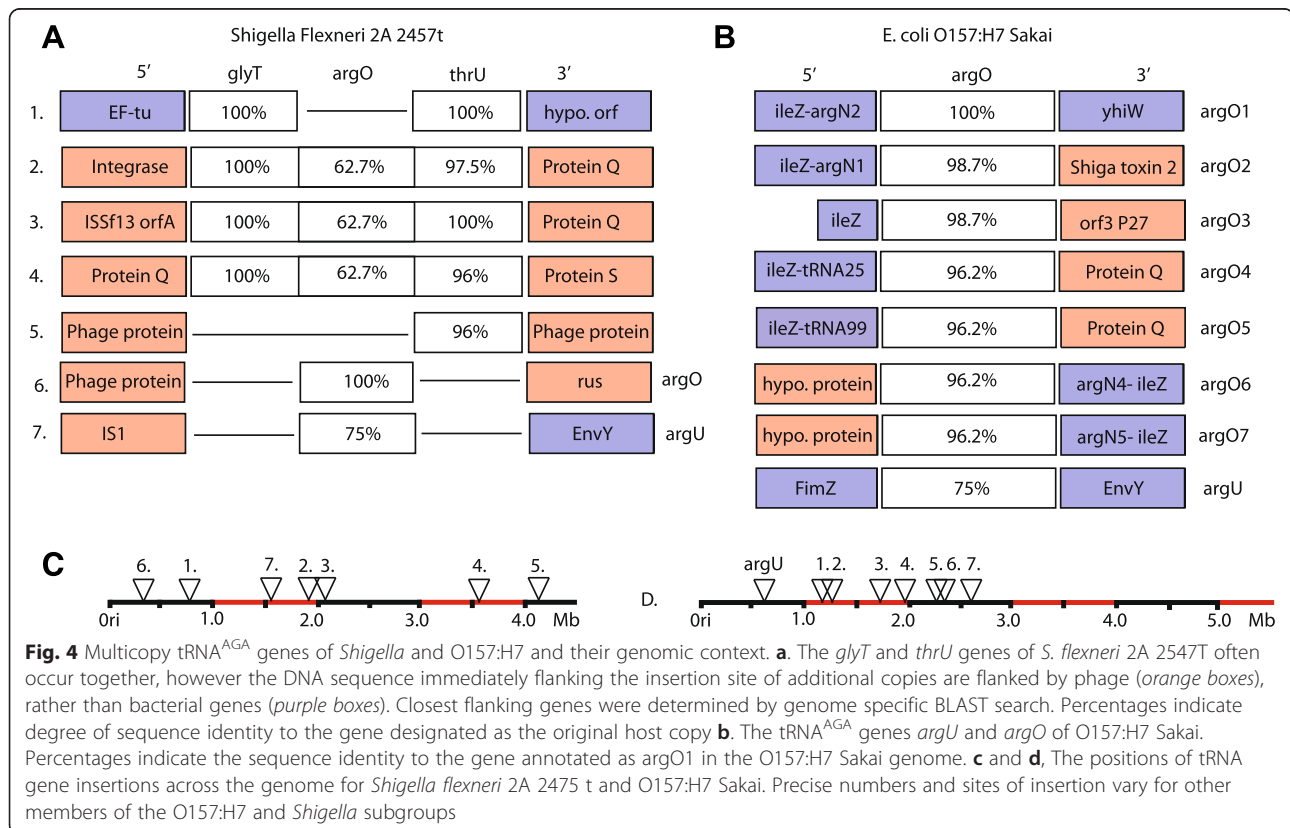 A Shigella Flexneri 2A 2457t
5’ glyT argO thrU 3’
1. EF-tu 100% 100% hypo. orf
2. Integrase 100% 62.7% 97.5% Protein Q
3. ISSf13 orfA 100% 62.7% 100% Protein Q
4. Protein Q 100% 62.7% 96% Protein S
5. Phage protein 96% Phage protein
6. Phage protein 100% rus argO
7. IS1 75% EnvY argU
B E. coli O157:H7 Sakai
5’ argO 3’
ileZ-argN2 100% yhiW argO1
ileZ-argN1 98.7% Shiga toxin 2 argO2
ileZ 98.7% orf3 P27 argO3
ileZ-tRNA25 96.2% Protein Q argO4
ileZ-tRNA99 96.2% Protein Q argO5
hypo. protein 96.2% argN4- ileZ argO6
hypo. protein 96.2% argN5- ileZ argO7
FimZ 75% EnvY argU
C 6. 1. 7. 2. 3. 4. 5.
0ri 1.0 2.0 3.0 4.0 Mb
D. argU 1. 2. 3. 4. 5. 6. 7.
0ri 1.0 2.0 3.0 4.0 5.0
Fig. 4 Multicopy tRNAAGA genes of Shigella and O157:H7 and their genomic context. a. The glyT and thrU genes of S. flexneri 2A 2547T often
occur together, however the DNA sequence immediately flanking the insertion site of additional copies are flanked by phage (orange boxes),
rather than bacterial genes (purple boxes). Closest flanking genes were determined by genome specific BLAST search. Percentages indicate
degree of sequence identity to the gene designated as the original host copy b. The tRNAAGA genes argU and argO of O157:H7 Sakai.
Percentages indicate the sequence identity to the gene annotated as argO1 in the O157:H7 Sakai genome. c and d, The positions of tRNA
gene insertions across the genome for Shigella flexneri 2A 2475 t and O157:H7 Sakai. Precise numbers and sites of insertion vary for other
members of the O157:H7 and Shigella subgroups